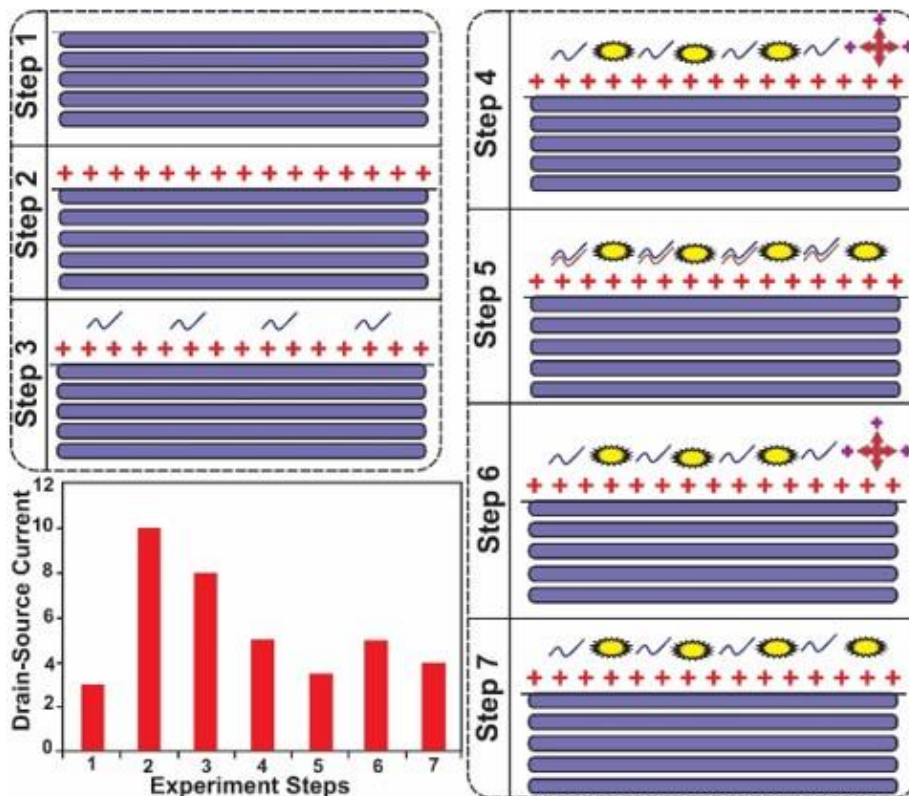 Step 1
Step 2
Step 3
Step 4
Step 5
Step 6
Step 7
12
10
8
6
4
2
0
Drain-Source Current
1 2 3 4 5 6 7
Experiment Steps